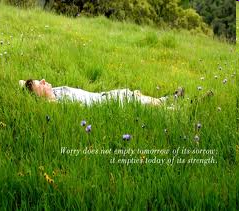 Worry does not empty tomorrow of its sorrow;
it empties today of its strength.